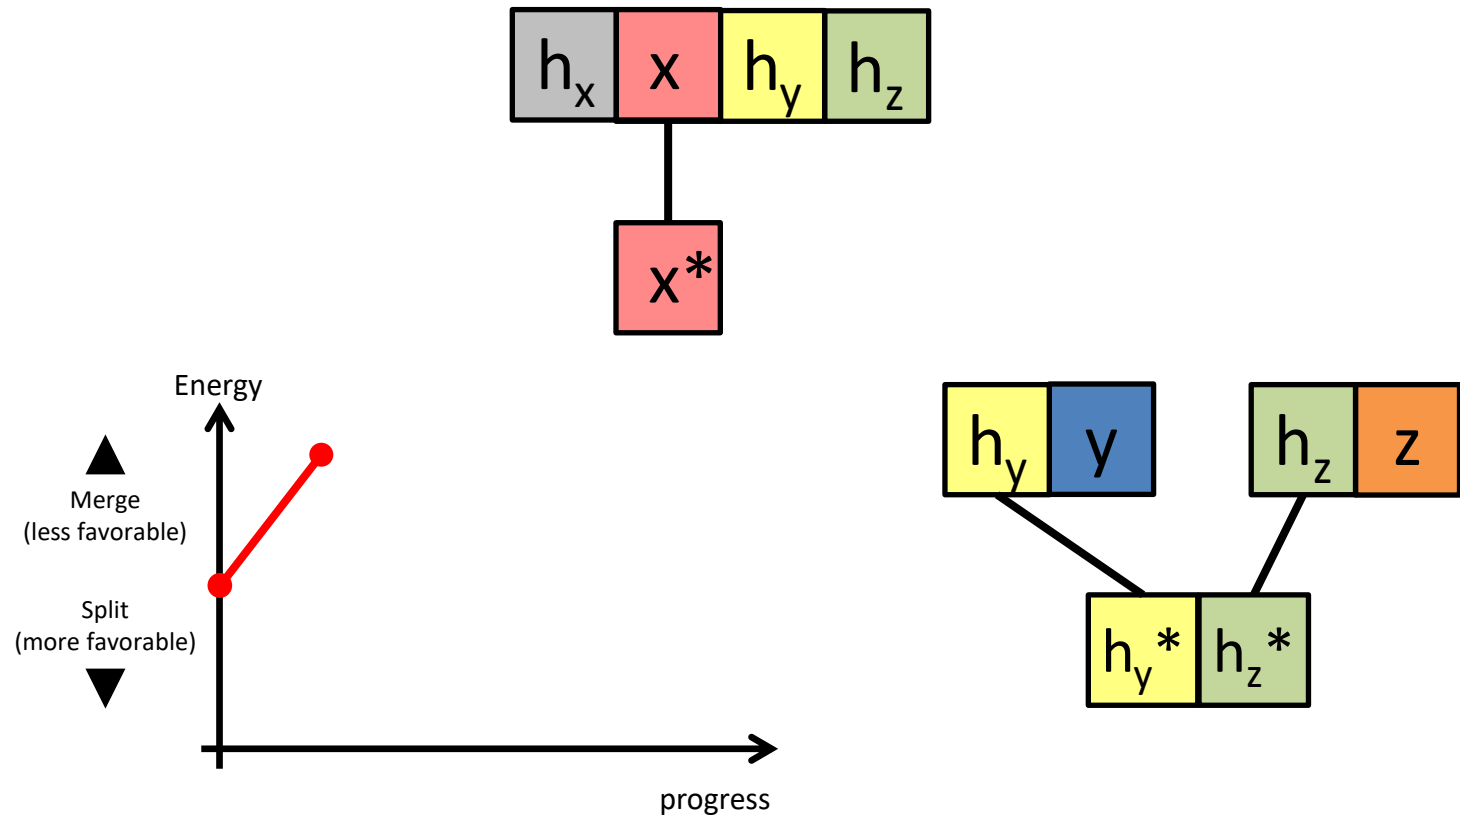 hx x hy hz
x*
Energy
hy y hz z
Merge
(less favorable)
Split
(more favorable)
hy* hz*
progress